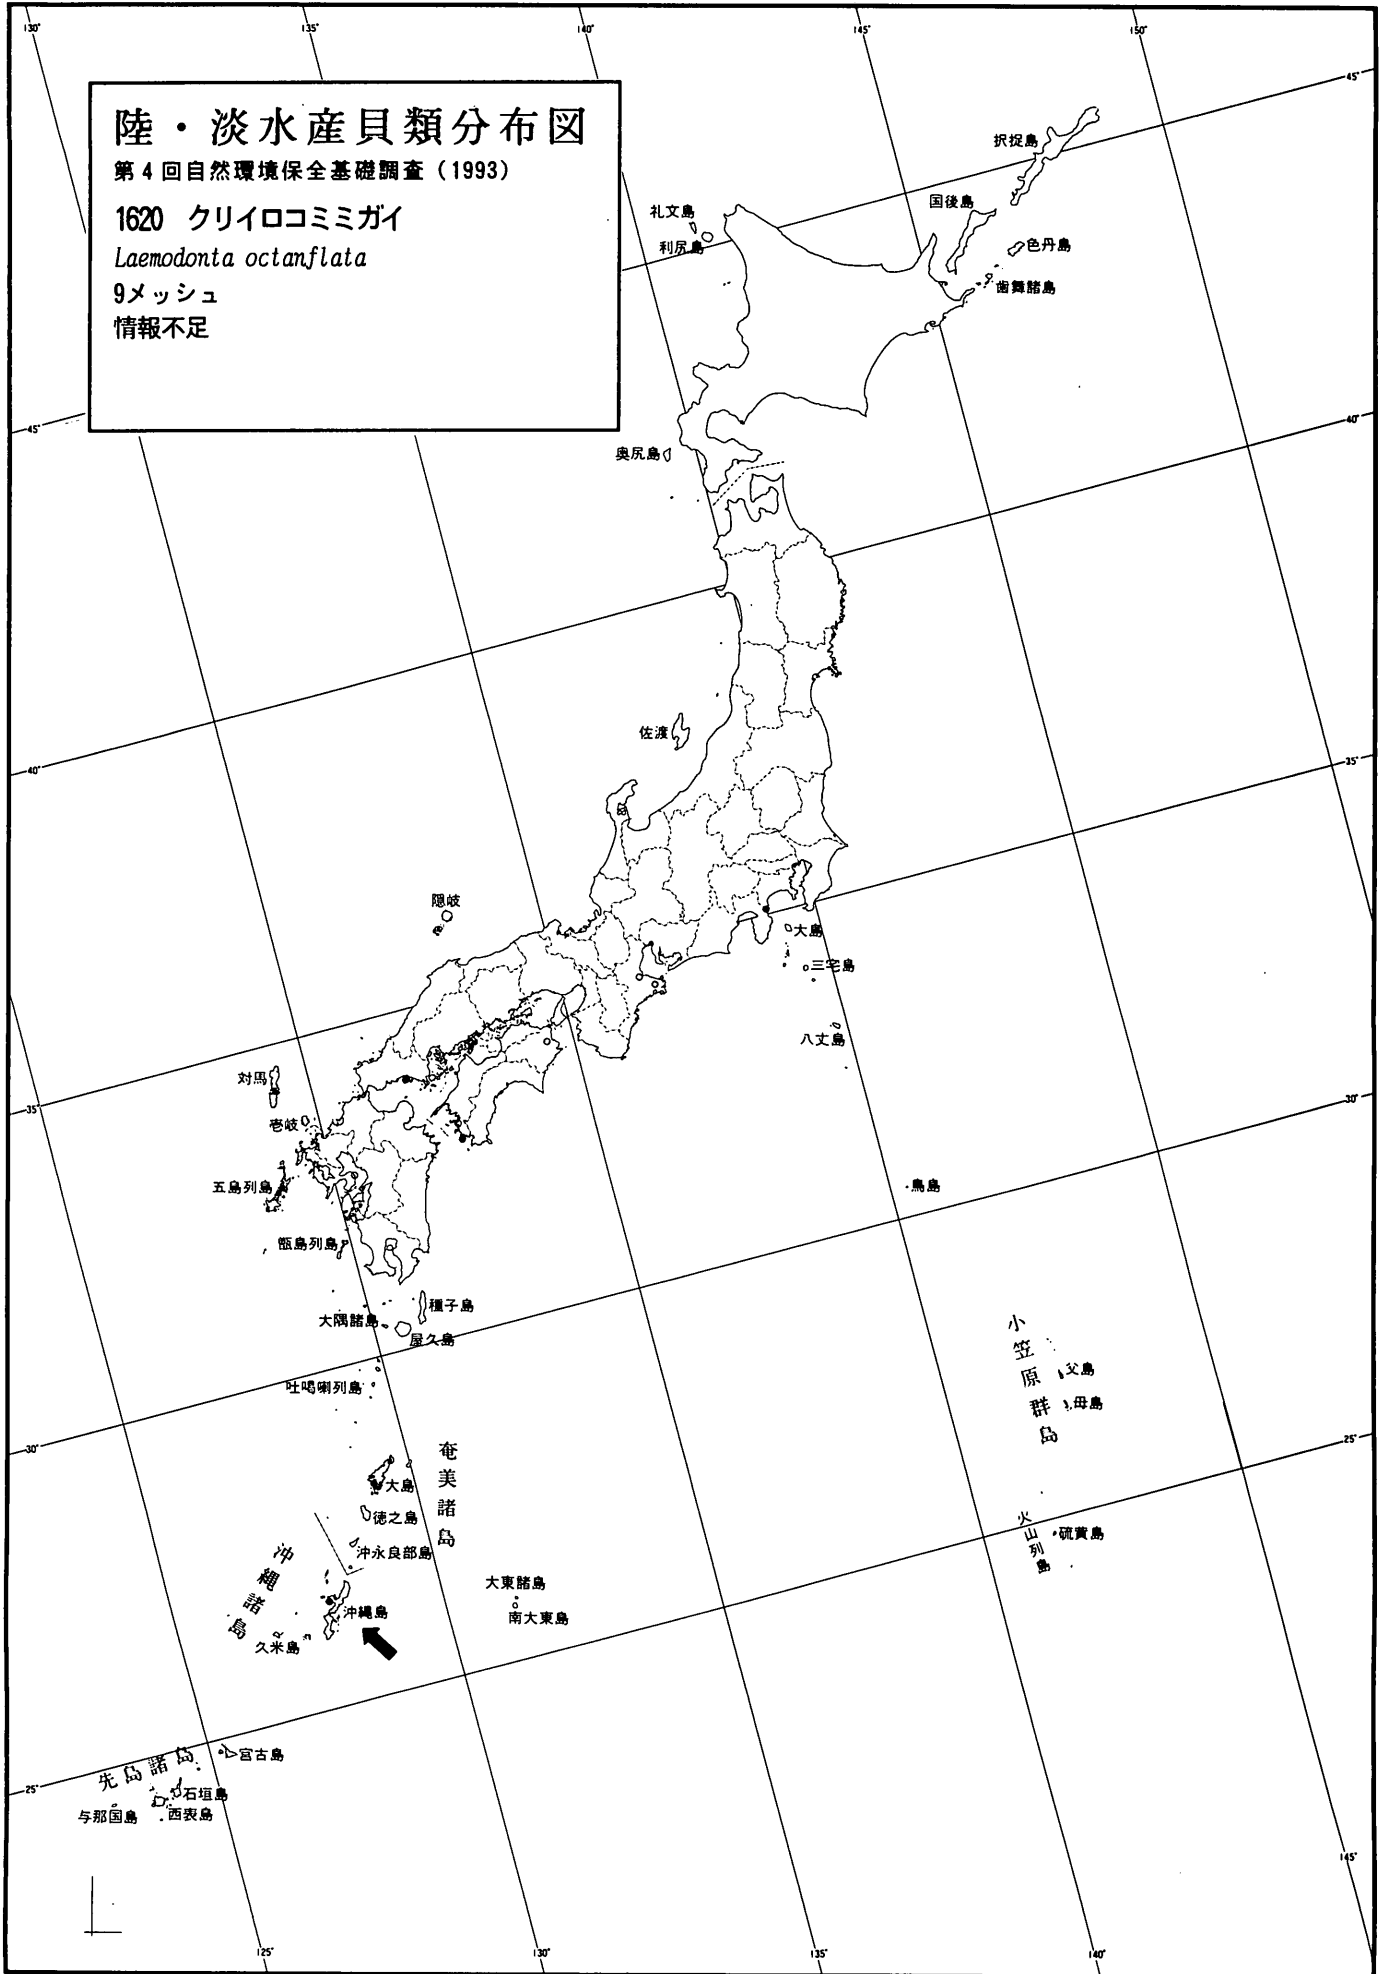 130°
135°
140°
145°
150°
陸・淡水産貝類分布図
第4回自然環境保全基礎調査（1993）
1620 クリイロコミミガイ
Laemodonta octanflata
9メッシュ
情報不足
45°
択捉島
国後島
色丹島
歯舞諸島
礼文島
利尻島
45°
40°
奥尻島
佐渡
40°
35°
隠岐
大島
三宅島
八丈島
対馬
壱岐
35°
30°
五島列島
鳥島
甑島列島
種子島
大隅諸島
屋久島
吐噶喇列島
小笠原群島
父島
母島
30°
25°
奄美諸島
大島
徳之島
沖永良部島
火山列島
硫黄島
沖縄諸島
沖縄島
久米島
大東諸島
南大東島
先島諸島
宮古島
石垣島
西表島
与那国島
25°
145°
125°
130°
135°
140°